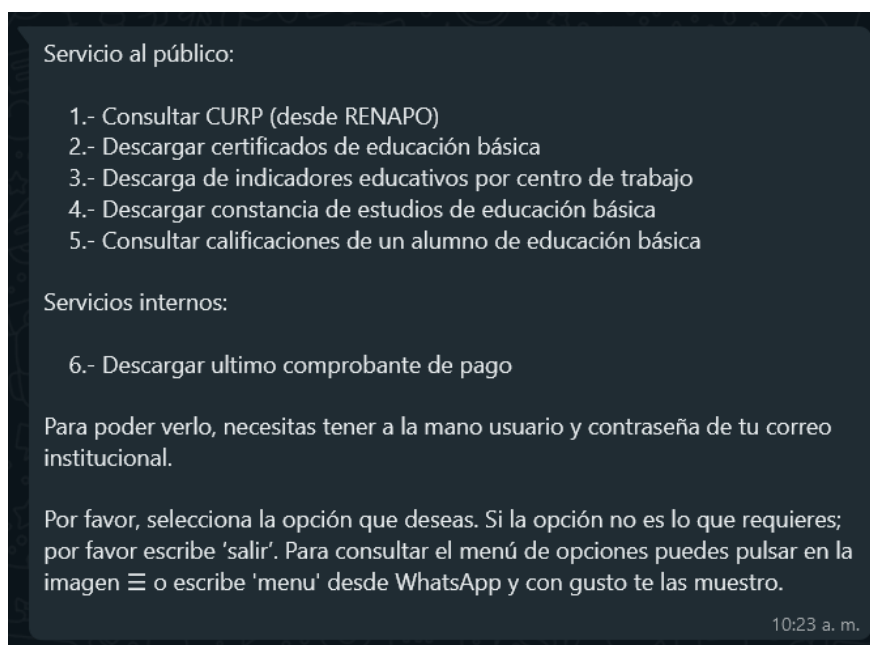 Servicio al público:
1.- Consultar CURP (desde RENAPO)
2.- Descargar certificados de educación básica
3.- Descarga de indicadores educativos por centro de trabajo
4.- Descargar constancia de estudios de educación básica
5.- Consultar calificaciones de un alumno de educación básica
Servicios internos:
6.- Descargar ultimo comprobante de pago
Para poder verlo, necesitas tener a la mano usuario y contraseña de tu correo
institucional.
Por favor, selecciona la opción que deseas. Si la opción no es lo que requieres;
por favor escribe 'salir'. Para consultar el menú de opciones puedes pulsar en la
imagen ☰ o escribe 'menu' desde WhatsApp y con gusto te las muestro.
10:23 a. m.